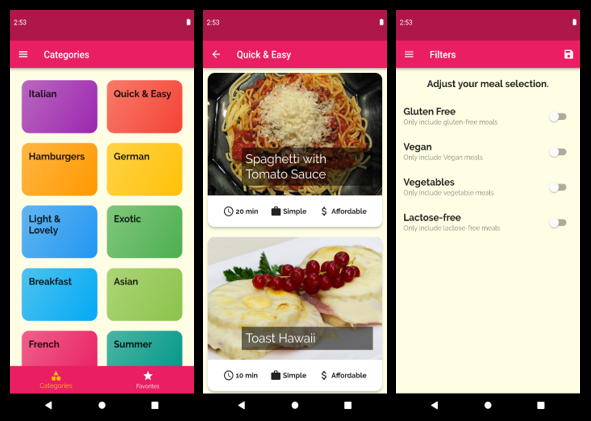 2:53
Categories
Italian
Quick & Easy
Hamburgers
German
Light &
Lovely
Exotic
Breakfast
Asian
French
Summer
Categories
Favorites
2:53
Quick & Easy
Spaghetti with
Tomato Sauce
20 min
Simple
Affordable
Toast Hawaii
10 min
Simple
Affordable
2:53
Filters
Adjust your meal selection.
Gluten Free
Only include gluten-free meals
Vegan
Only include Vegan meals
Vegetables
Only include vegetable meals
Lactose-free
Only include lactose-free meals